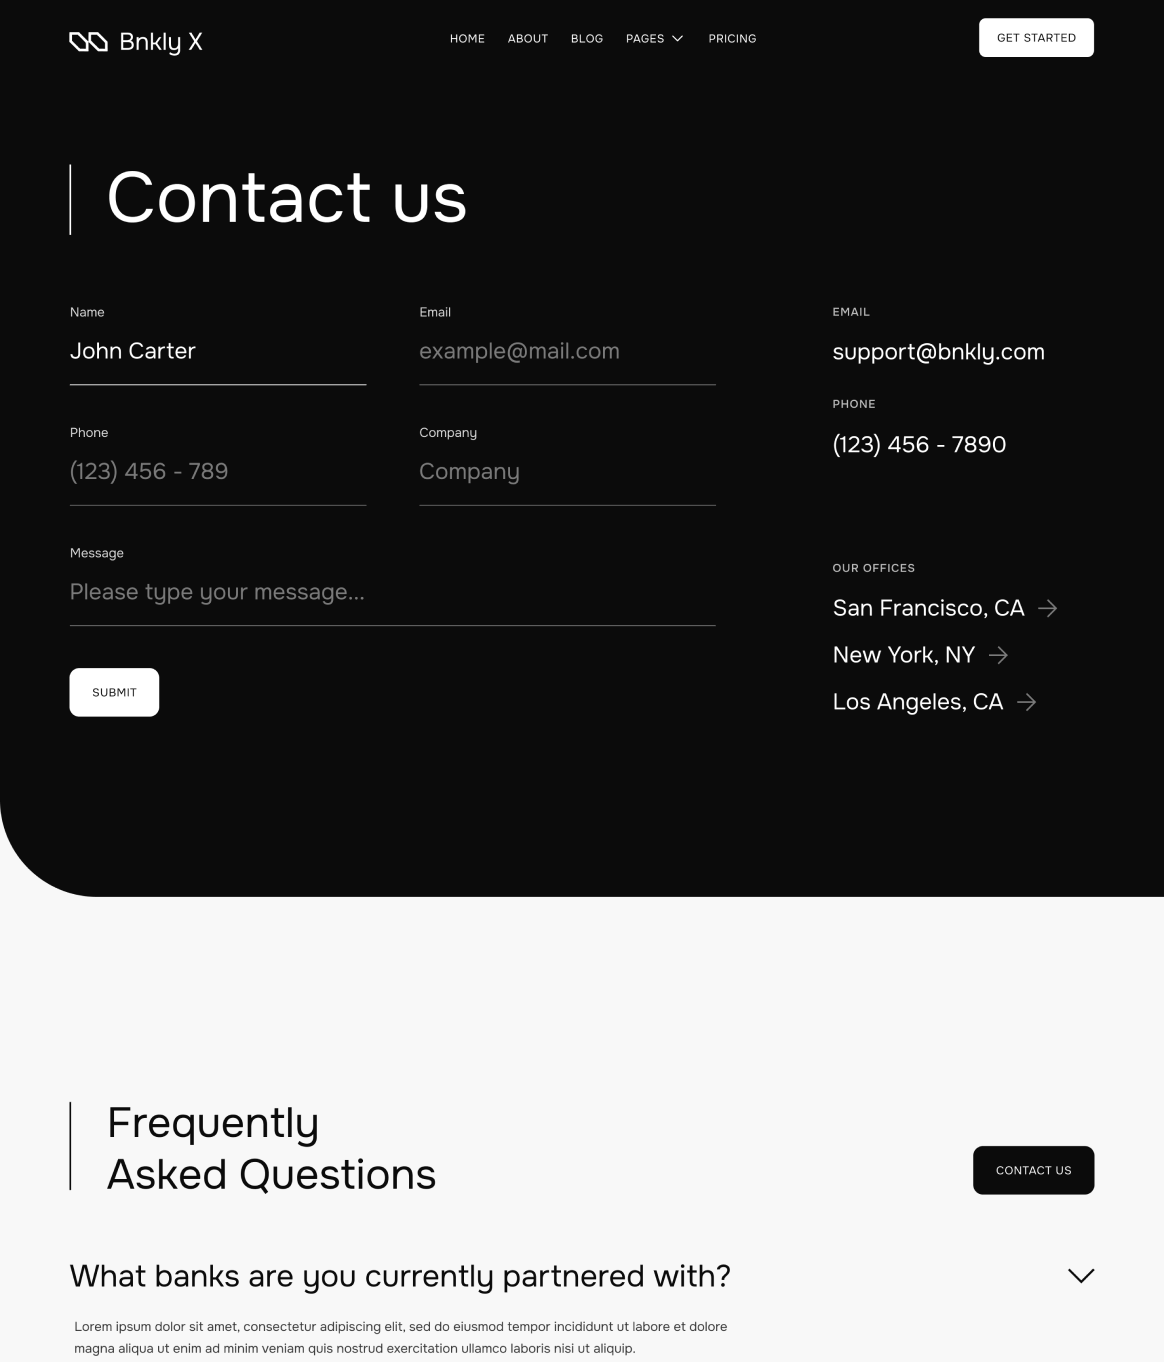 Bnkly X
HOME ABOUT BLOG PAGES PRICING
GET STARTED
Contact us
Name
John Carter
Email
example@mail.com
Phone
(123) 456 - 789
Company
Company
Message
Please type your message...
SUBMIT
EMAIL
support@bnkly.com
PHONE
(123) 456 - 7890
OUR OFFICES
San Francisco, CA
New York, NY
Los Angeles, CA
Frequently
Asked Questions
CONTACT US
What banks are you currently partnered with?
Lorem ipsum dolor sit amet, consectetur adipiscing elit, sed do eiusmod tempor incididunt ut labore et dolore
magna aliqua ut enim ad minim veniam quis nostrud exercitation ullamco laboris nisi ut aliquip.